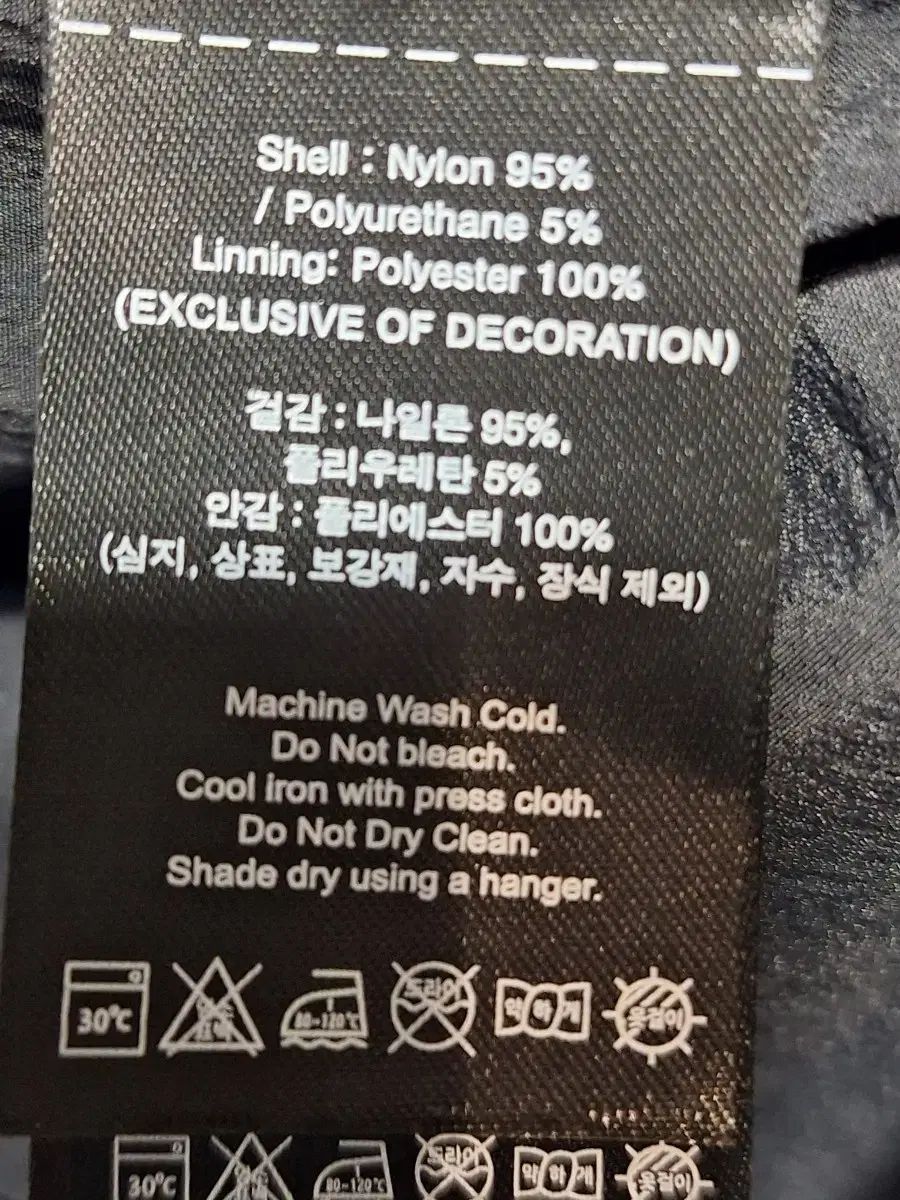 Shell : Nylon 95%
/ Polyurethane 5%
Linning: Polyester 100%
(EXCLUSIVE OF DECORATION)
겉감 : 나일론 95%,
폴리우레탄 5%
안감 : 폴리에스터 100%
(심지, 상표, 보강재, 자수, 장식 제외)
Machine Wash Cold.
Do Not bleach.
Cool iron with press cloth.
Do Not Dry Clean.
Shade dry using a hanger.
30℃ 표백 80~120℃ 드라이 약하게 옷걸이
30℃ 80~120℃ 드라이 약하게 옷걸이